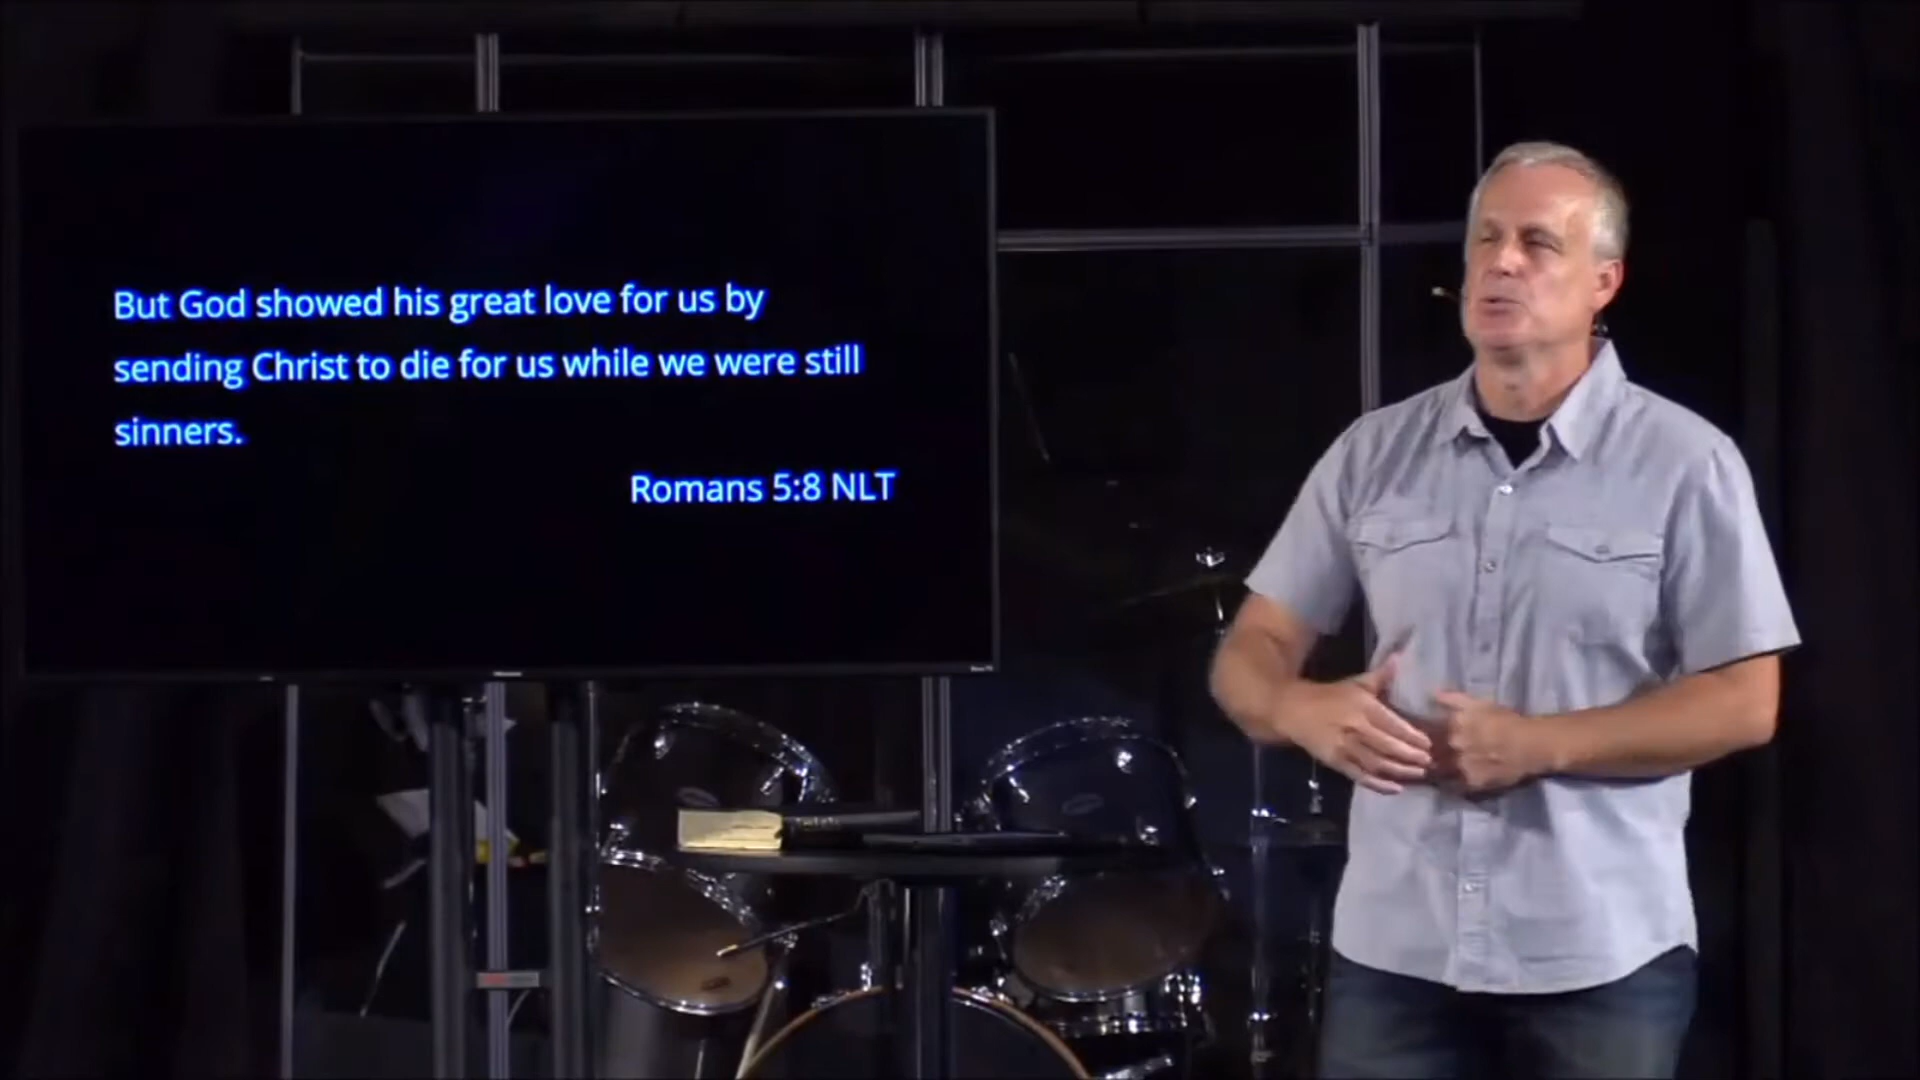 But God showed his great love for us by
sending Christ to die for us while we were still
sinners.
Romans 5:8 NLT